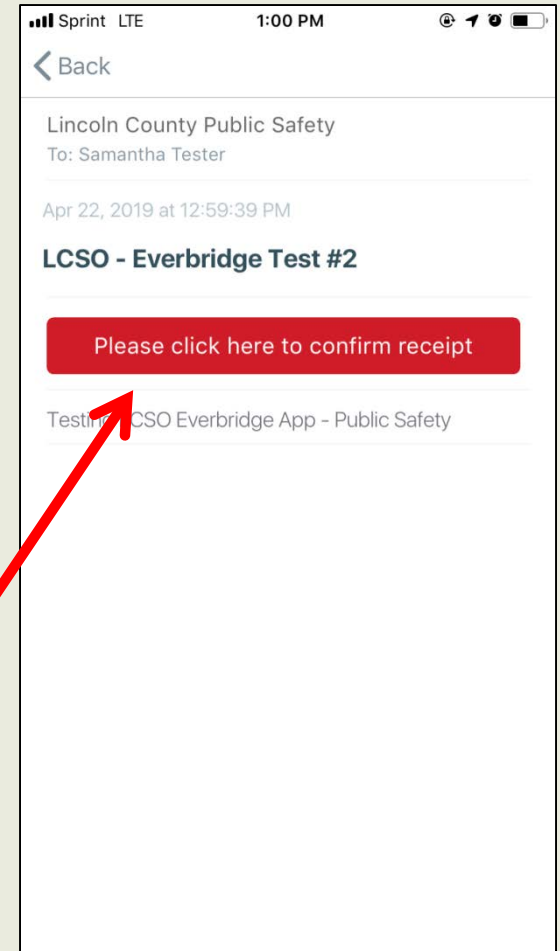 Sprint LTE 1:00 PM
Back
Lincoln County Public Safety
To: Samantha Tester
Apr 22, 2019 at 12:59:39 PM
LCSO - Everbridge Test #2
Please click here to confirm receipt
Testing CSO Everbridge App - Public Safety